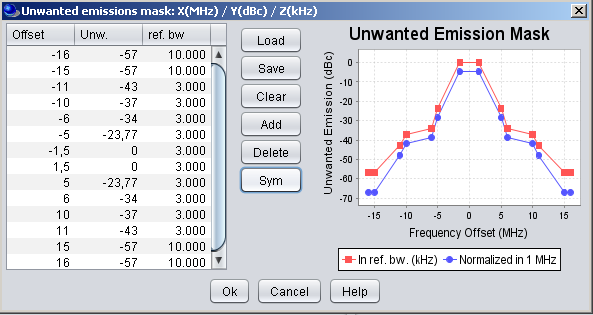 Unwanted emissions mask: X(MHz) / Y(dBc) / Z(kHz)
Offset Unw. ref. bw
-16 -57 10.000
-15 -57 10.000
-11 -43 3.000
-10 -37 3.000
-6 -34 3.000
-5 -23,77 3.000
-1,5 0 3.000
1,5 0 3.000
5 -23,77 3.000
6 -34 3.000
10 -37 3.000
11 -43 3.000
15 -57 10.000
16 -57 10.000
Load
Save
Clear
Add
Delete
Sym
Unwanted Emission Mask
Unwanted Emission (dBc)
0
-10
-20
-30
-40
-50
-60
-70
-15 -10 -5 0 5 10 15
Frequency Offset (MHz)
In ref. bw. (kHz) Normalized in 1 MHz
Ok Cancel Help